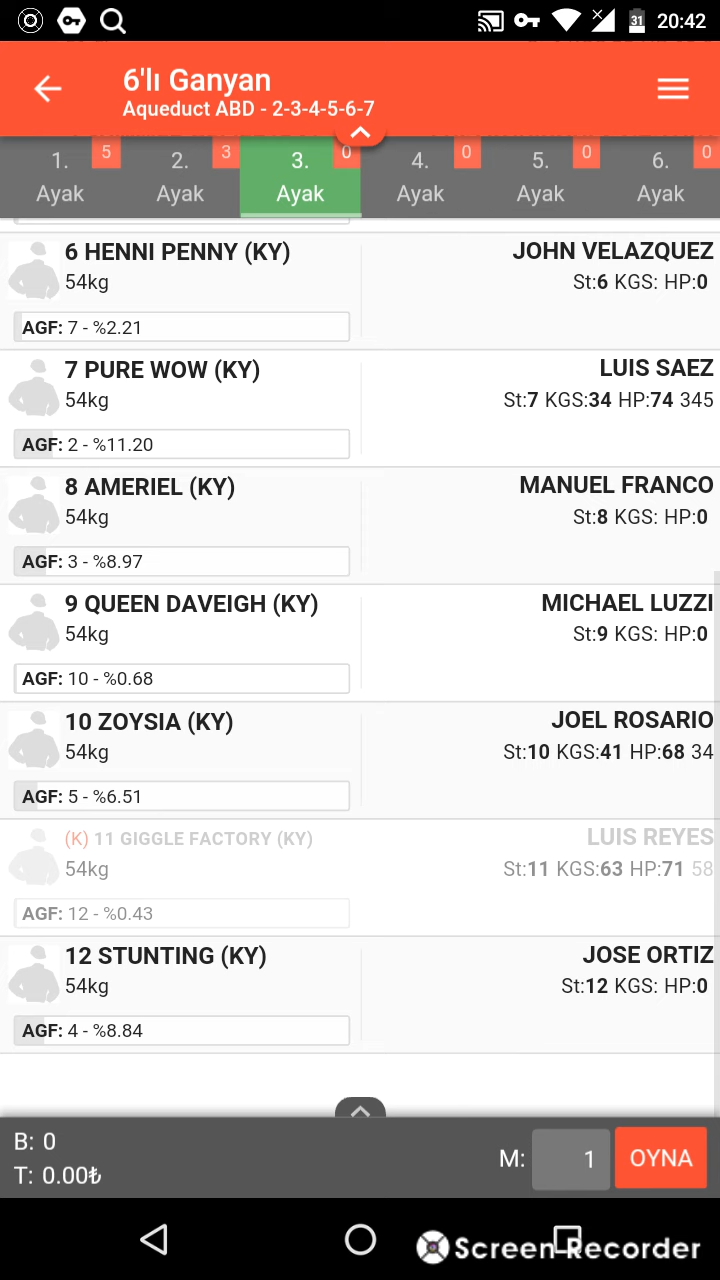 31 20:42
6'lı Ganyan
Aqueduct ABD - 2-3-4-5-6-7
1. 5 2. 3 3. 0 4. 0 5. 0 6. 0
Ayak Ayak Ayak Ayak Ayak Ayak
6 HENNI PENNY (KY) JOHN VELAZQUEZ
54kg St:6 KGS: HP:0
AGF: 7 - %2.21
7 PURE WOW (KY) LUIS SAEZ
54kg St:7 KGS:34 HP:74 345
AGF: 2 - %11.20
8 AMERIEL (KY) MANUEL FRANCO
54kg St:8 KGS: HP:0
AGF: 3 - %8.97
9 QUEEN DAVEIGH (KY) MICHAEL LUZZI
54kg St:9 KGS: HP:0
AGF: 10 - %0.68
10 ZOYSIA (KY) JOEL ROSARIO
54kg St:10 KGS:41 HP:68 34
AGF: 5 - %6.51
(K) 11 GIGGLE FACTORY (KY) LUIS REYES
54kg St:11 KGS:63 HP:71 58
AGF: 12 - %0.43
12 STUNTING (KY) JOSE ORTIZ
54kg St:12 KGS: HP:0
AGF: 4 - %8.84
B: 0
T: 0.00₺
M: 1 OYNA
Screen Recorder